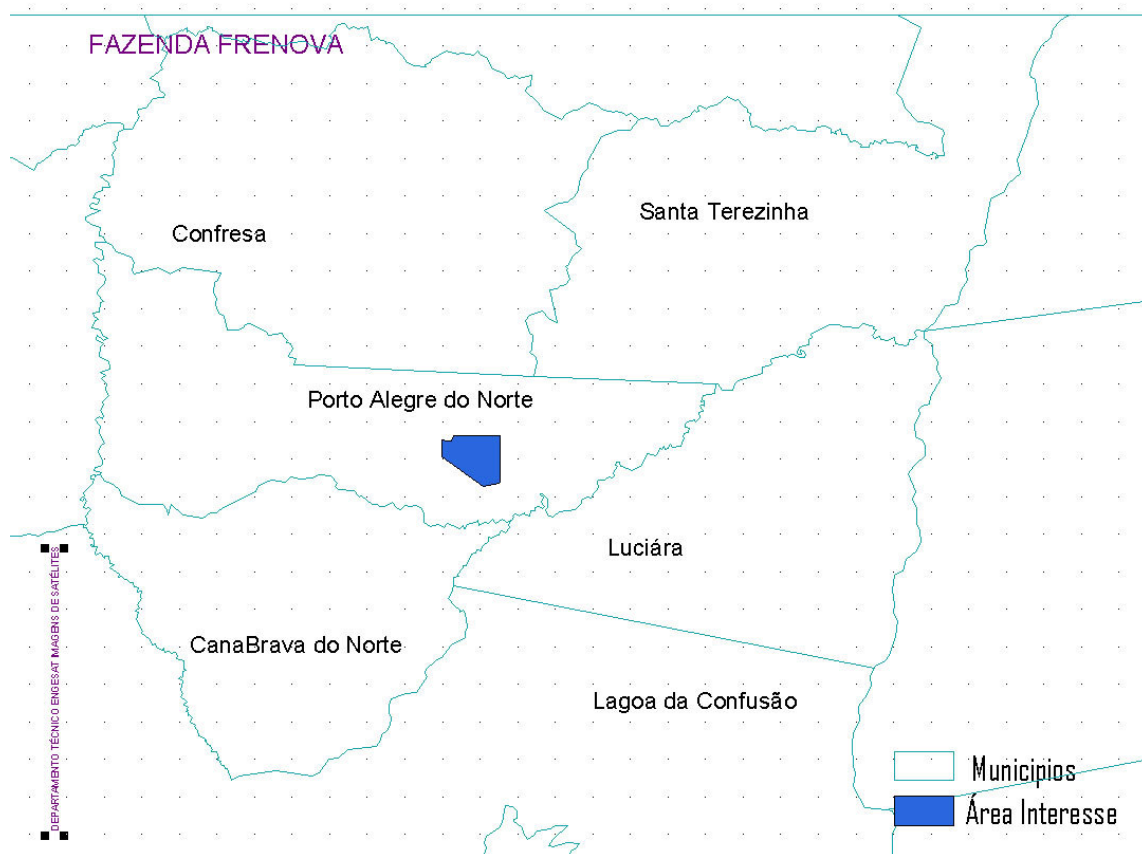 FAZENDA FRENOVA
Santa Terezinha
Confresa
Porto Alegre do Norte
Luciára
CanaBrava do Norte
Lagoa da Confusão
DEPARTAMENTO TÉCNICO ENGESAT IMAGENS DE SATÉLITES
Municipios
Área Interesse